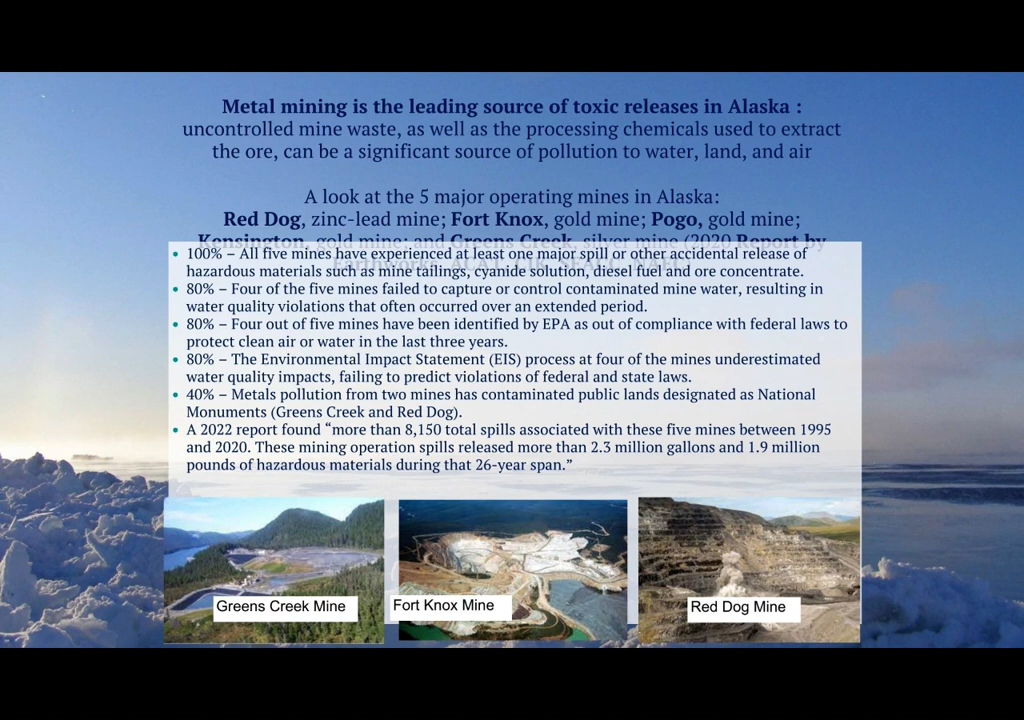 Metal mining is the leading source of toxic releases in Alaska :
uncontrolled mine waste, as well as the processing chemicals used to extract
the ore, can be a significant source of pollution to water, land, and air
A look at the 5 major operating mines in Alaska:
Red Dog, zinc-lead mine; Fort Knox, gold mine; Pogo, gold mine;
Kensington, gold mine; and Greens Creek, silver mine (2020 Report by
Earthworks, ACAT,
• 100% – All five mines have experienced at least one major spill or other accidental release of
hazardous materials such as mine tailings, cyanide solution, diesel fuel and ore concentrate.
• 80% – Four of the five mines failed to capture or control contaminated mine water, resulting in
water quality violations that often occurred over an extended period.
• 80% – Four out of five mines have been identified by EPA as out of compliance with federal laws to
protect clean air or water in the last three years.
• 80% – The Environmental Impact Statement (EIS) process at four of the mines underestimated
water quality impacts, failing to predict violations of federal and state laws.
• 40% – Metals pollution from two mines has contaminated public lands designated as National
Monuments (Greens Creek and Red Dog).
• A 2022 report found “more than 8,150 total spills associated with these five mines between 1995
and 2020. These mining operation spills released more than 2.3 million gallons and 1.9 million
pounds of hazardous materials during that 26-year span.”
Greens Creek Mine
Fort Knox Mine
Red Dog Mine